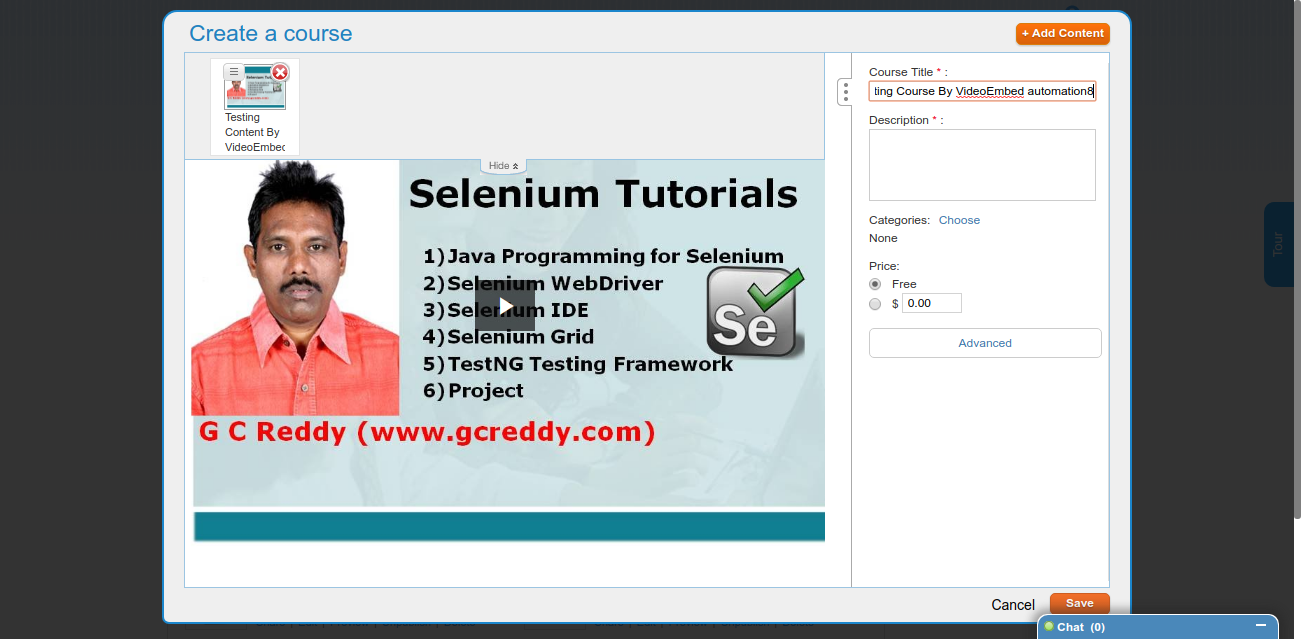 Create a course
+ Add Content
Testing
Content By
VideoEmbed
Hide
Selenium Tutorials
1) Java Programming for Selenium
2) Selenium WebDriver
3) Selenium IDE
4) Selenium Grid
5) TestNG Testing Framework
6) Project
Se
G C Reddy (www.gcreddy.com)
Course Title * :
ting Course By VideoEmbed automation8
Description * :
Categories: Choose
None
Price:
Free
$ 0.00
Advanced
Tour
Cancel
Save
Chat (0)